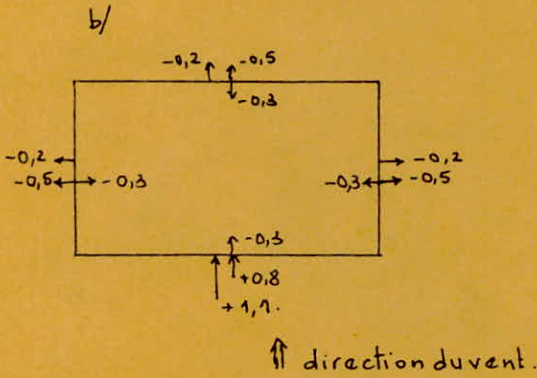 b/
-0,2 -0,5
-0,3
-0,2 -0,2
-0,5 -0,3 -0,3 -0,5
-0,3
+0,8
+1,1.
⇑ direction du vent.